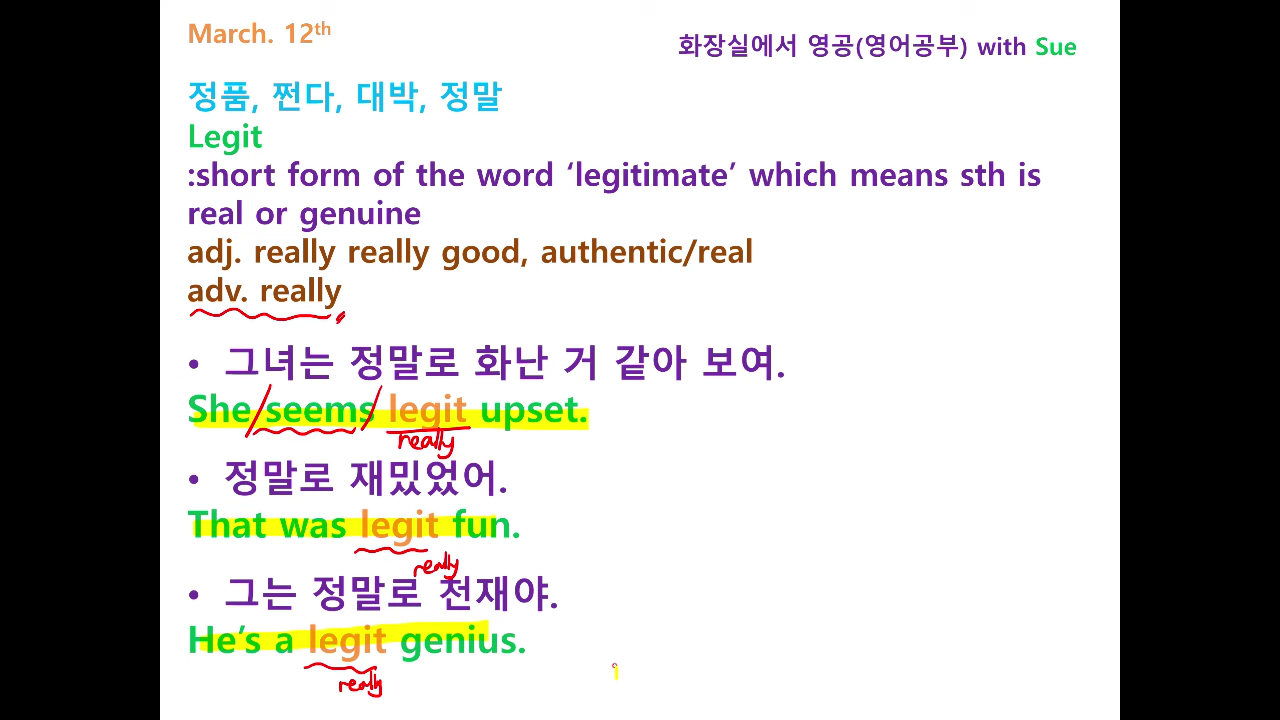 March. 12th
화장실에서 영공(영어공부) with Sue
정품, 쩐다, 대박, 정말
Legit
:short form of the word ‘legitimate’ which means sth is
real or genuine
adj. really really good, authentic/real
adv. really
• 그녀는 정말로 화난 거 같아 보여.
She/seems/legit upset.
really
• 정말로 재밌었어.
That was legit fun.
really
• 그는 정말로 천재야.
He’s a legit genius.
really